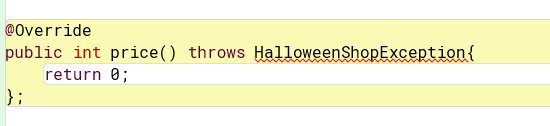 @Override
public int price() throws HalloweenShopException{
return 0;
};